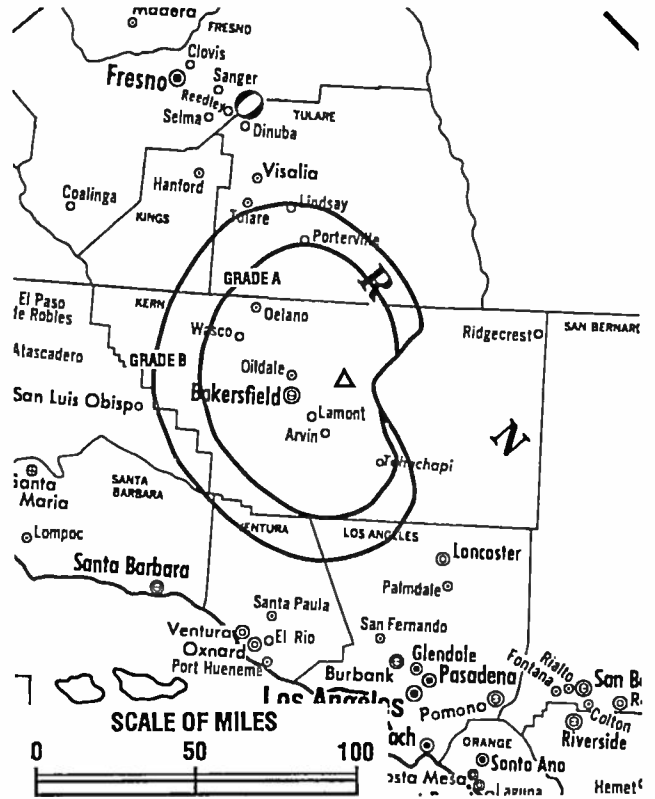 Madera
FRESNO
Clovis
Fresno
Sanger
Reedley
Selma
TULARE
Dinuba
Visalia
Hanford
Coalinga
Tulare
Lindsay
KINGS
Porterville
GRADE A
R
El Paso
de Robles
KERN
Delano
Wasco
Ridgecrest
SAN BERNARD
Atascadero
GRADE B
Oildale
Bakersfield
San Luis Obispo
Lamont
Arvin
N
Tehachapi
Santa
Maria
SANTA
BARBARA
VENTURA
LOS ANGELES
Lompoc
Lancaster
Santa Barbara
Palmdale
Santa Paula
San Fernando
Ventura
El Rio
Oxnard
Port Hueneme
Burbank
Glendale
Pasadena
Rialto
Fontana
San B
Los Angeles
Pomona
R
Colton
SCALE OF MILES
ach
ORANGE
Riverside
0 50 100
Santa Ana
osta Mesa
Laguna
Hemet